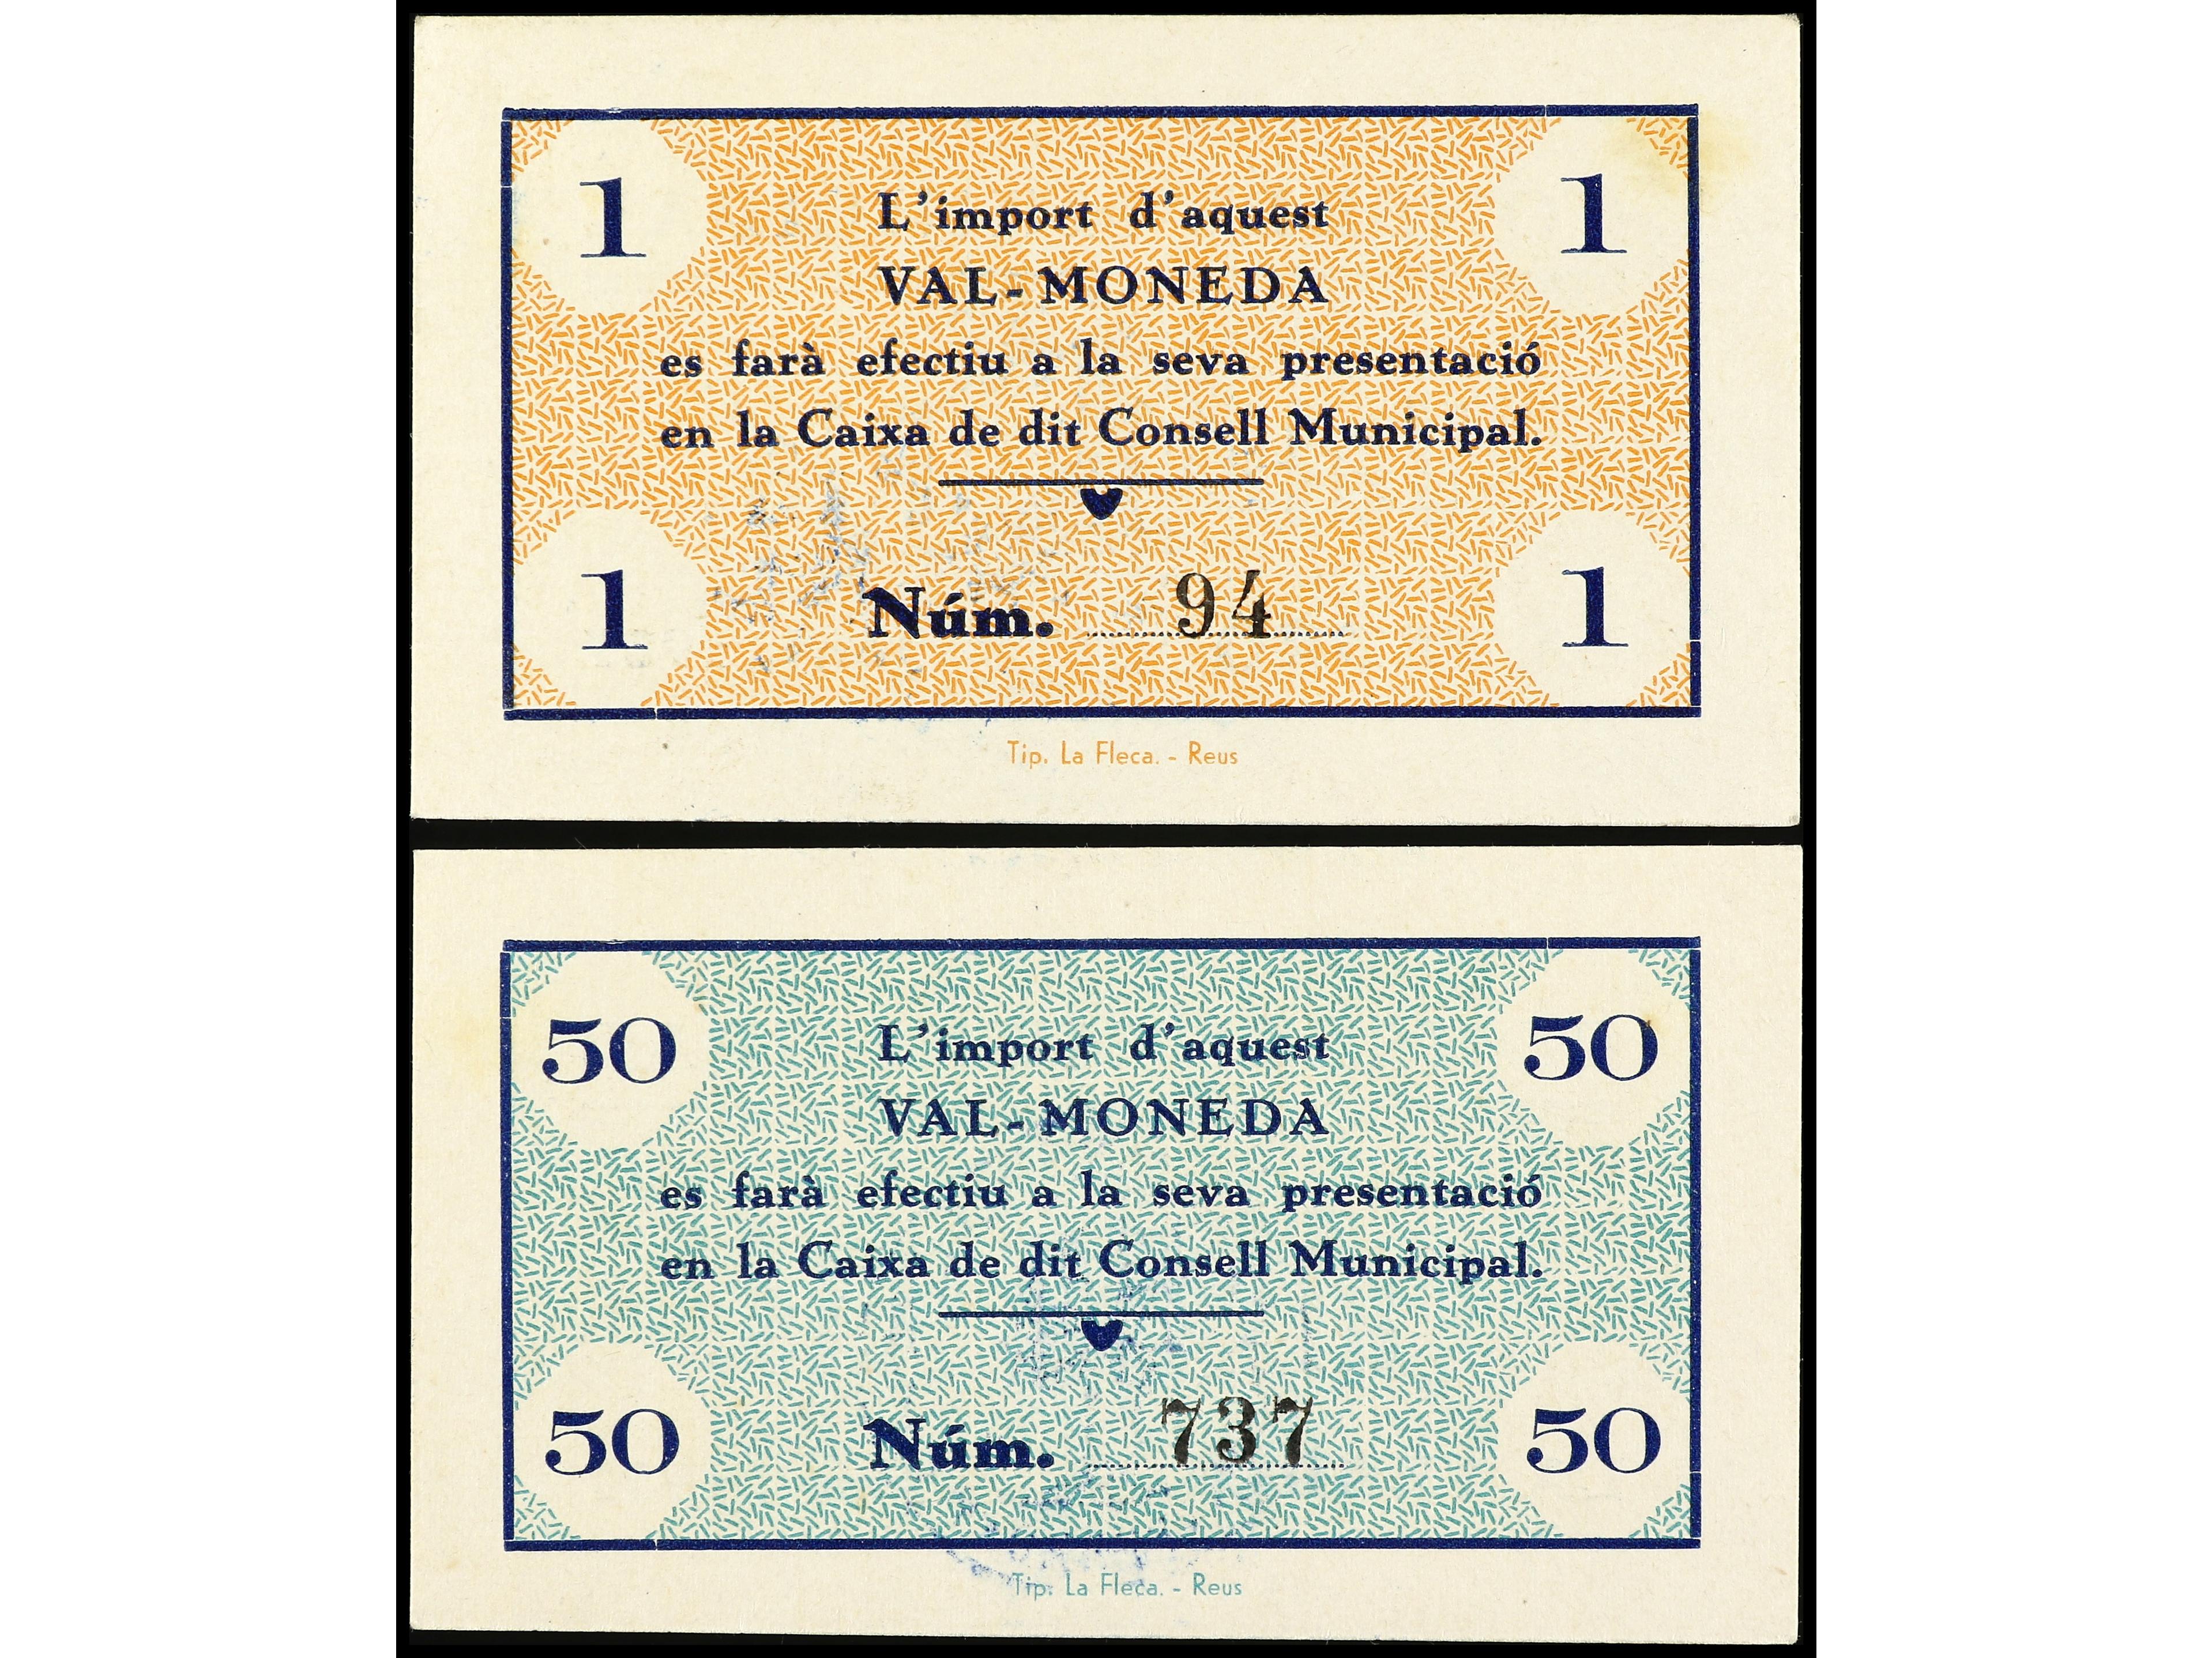 1 1
L'import d'aquest
VAL-MONEDA
es farà efectiu a la seva presentació
en la Caixa de dit Consell Municipal.
1 Núm. 94 1
Tip. La Fleca. - Reus
50 50
L'import d'aquest
VAL-MONEDA
es farà efectiu a la seva presentació
en la Caixa de dit Consell Municipal.
50 Núm. 737 50
Tip. La Fleca. - Reus